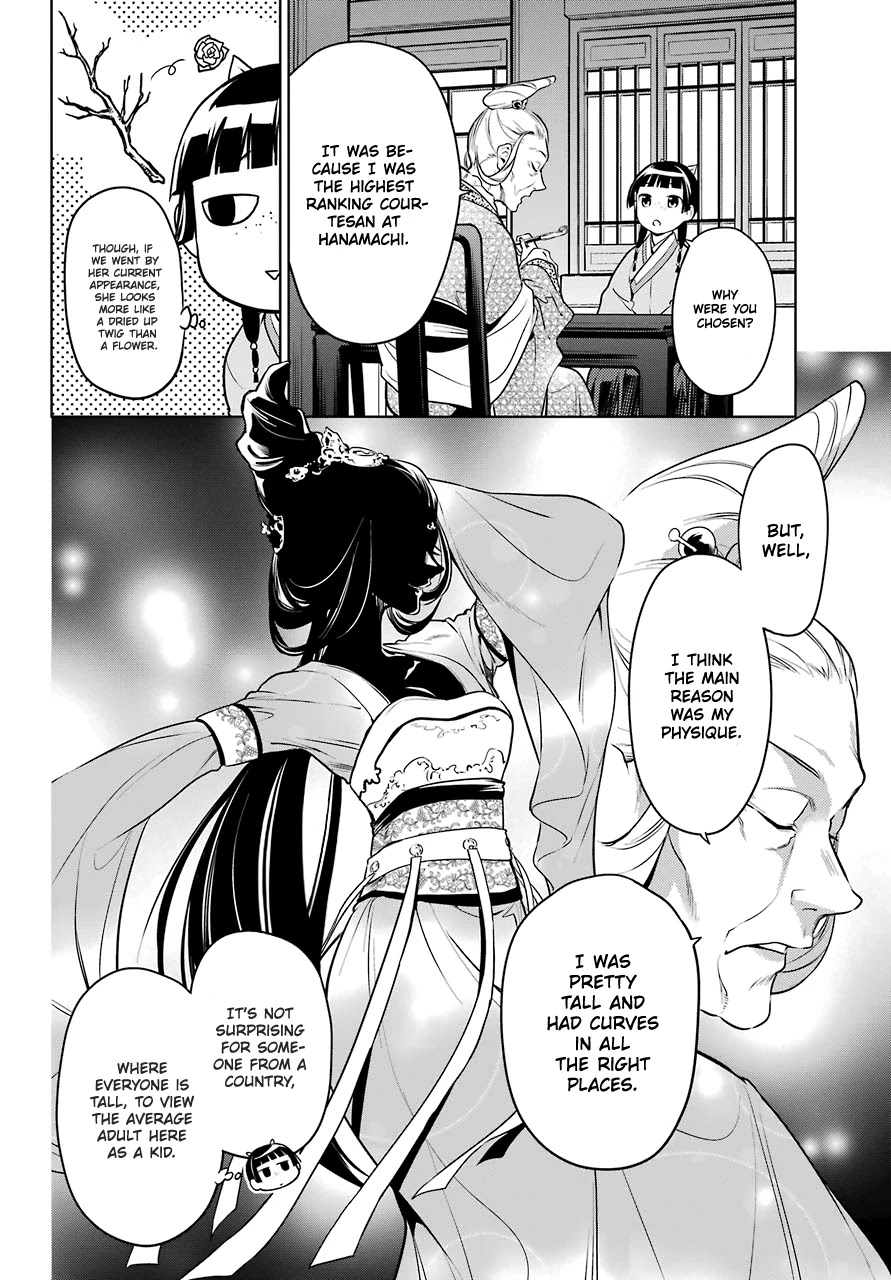 WHY
WERE YOU
CHOSEN?
IT WAS BE-
CAUSE I WAS
THE HIGHEST
RANKING COUR-
TESAN AT
HANAMACHI.
THOUGH, IF
WE WENT BY
HER CURRENT
APPEARANCE,
SHE LOOKS
MORE LIKE
A DRIED UP
TWIG THAN
A FLOWER.
BUT,
WELL,
I THINK
THE MAIN
REASON
WAS MY
PHYSIQUE.
I WAS
PRETTY
TALL AND
HAD CURVES
IN ALL
THE RIGHT
PLACES.
IT'S NOT
SURPRISING
FOR SOME-
ONE FROM A
COUNTRY,
WHERE
EVERYONE IS
TALL, TO VIEW
THE AVERAGE
ADULT HERE
AS A KID.